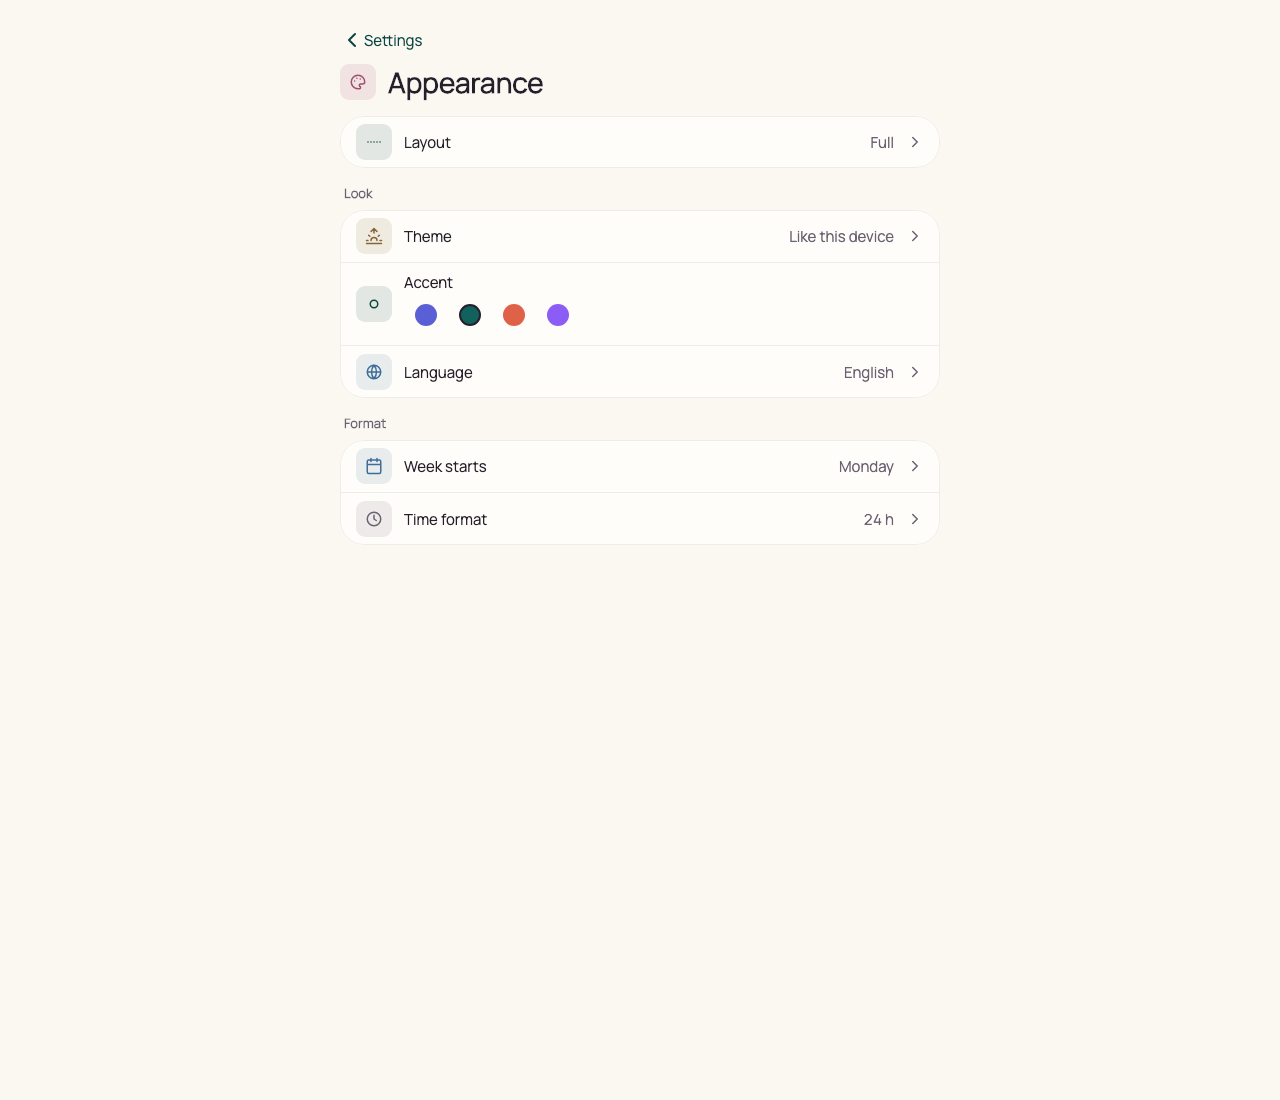 Settings
Appearance
Layout Full
Look
Theme Like this device
Accent
Language English
Format
Week starts Monday
Time format 24 h